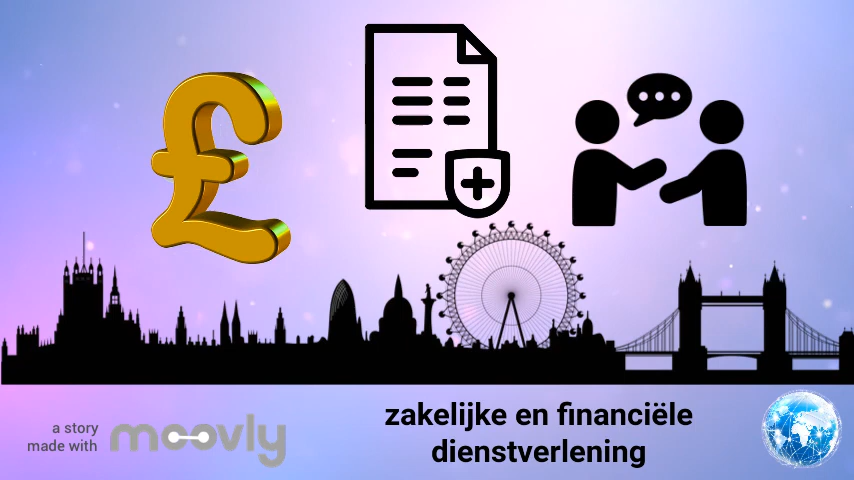 £
a story
made with
moovly
zakelijke en financiële
dienstverlening